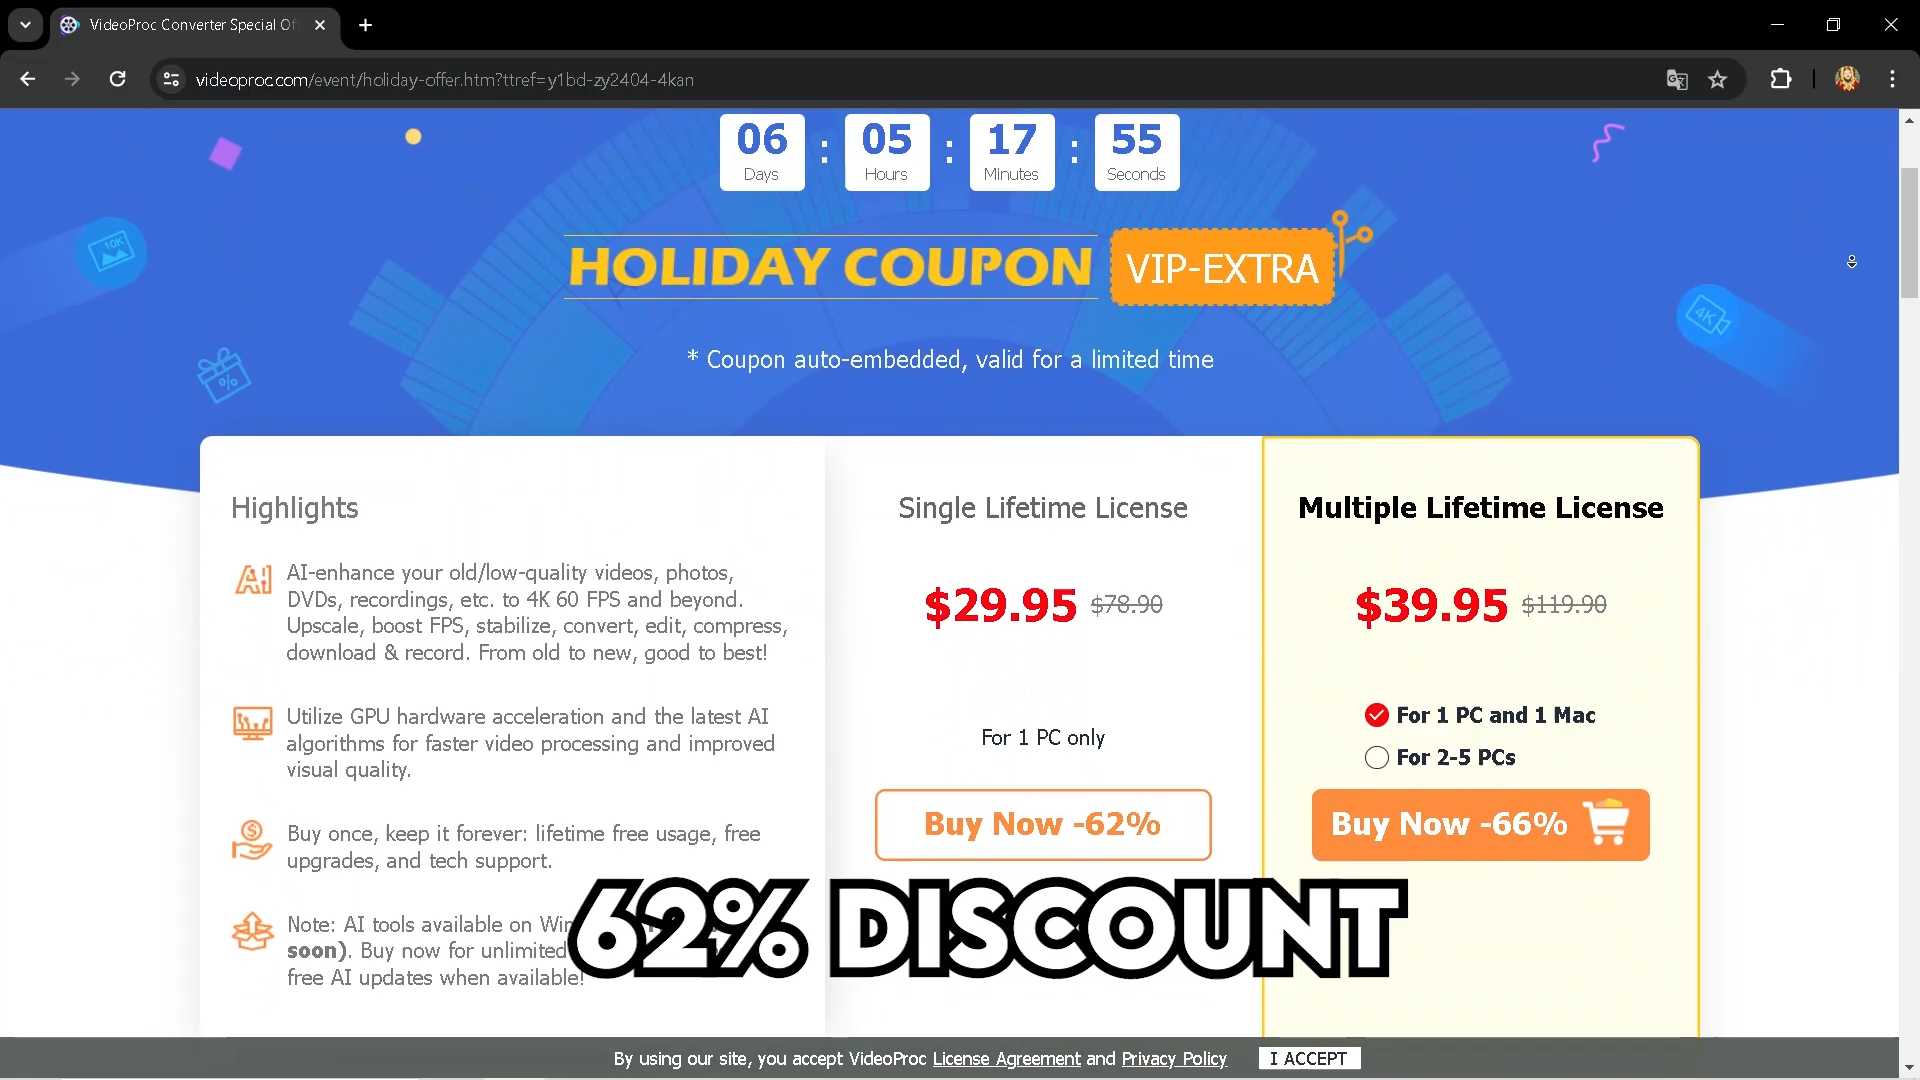 VideoProc Converter Special Of
videoproc.com/event/holiday-offer.htm?ttref=y1bd-zy2404-4kan
06 : 05 : 17 : 55
Days Hours Minutes Seconds
HOLIDAY COUPON VIP-EXTRA
* Coupon auto-embedded, valid for a limited time
10K
4K
%
Highlights
AI
AI-enhance your old/low-quality videos, photos,
DVDs, recordings, etc. to 4K 60 FPS and beyond.
Upscale, boost FPS, stabilize, convert, edit, compress,
download & record. From old to new, good to best!
Utilize GPU hardware acceleration and the latest AI
algorithms for faster video processing and improved
visual quality.
Buy once, keep it forever: lifetime free usage, free
upgrades, and tech support.
Note: AI tools available on
soon). Buy now for unlimited
free AI updates when available!
Single Lifetime License
$29.95 $78.90
For 1 PC only
Buy Now -62%
Multiple Lifetime License
$39.95 $119.90
For 1 PC and 1 Mac
For 2-5 PCs
Buy Now -66%
62% DISCOUNT
By using our site, you accept VideoProc License Agreement and Privacy Policy I ACCEPT